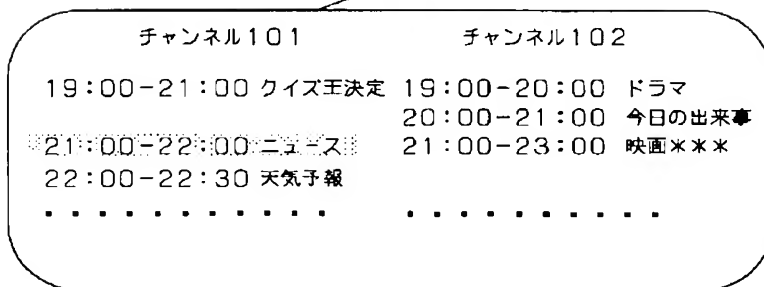 チャンネル101 チャンネル102
19:00-21:00 クイズ王決定 19:00-20:00 ドラマ
20:00-21:00 今日の出来事
21:00-22:00 ニュース 21:00-23:00 映画＊＊＊
22:00-22:30 天気予報
・・・・・・・・・・・ ・・・・・・・・・・